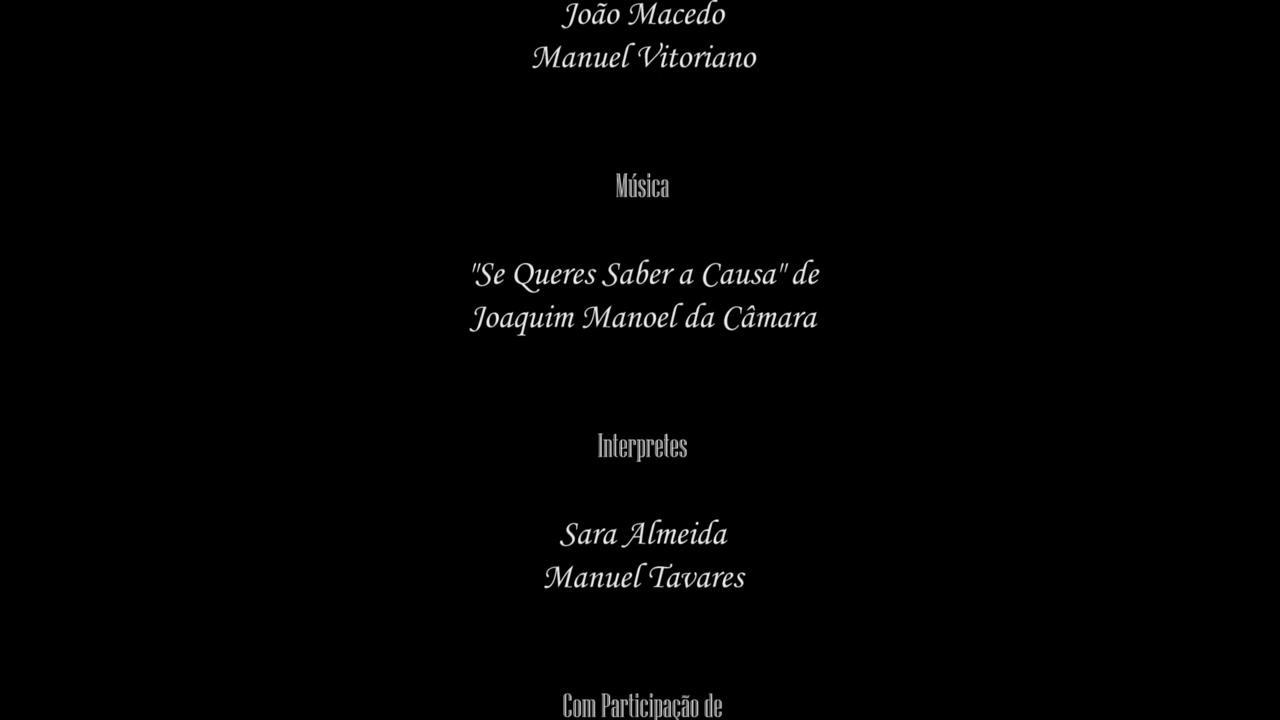 João Macedo
Manuel Vitoriano
Música
"Se Queres Saber a Causa" de
Joaquim Manoel da Câmara
Interpretes
Sara Almeida
Manuel Tavares
Com Participação de